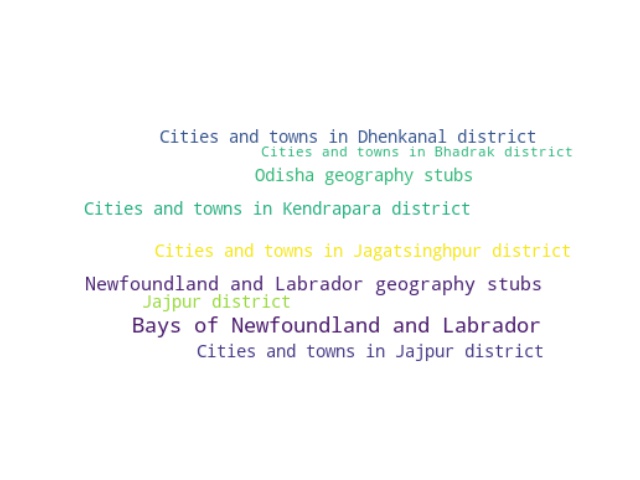 Cities and towns in Dhenkanal district
Cities and towns in Bhadrak district
Odisha geography stubs
Cities and towns in Kendrapara district
Cities and towns in Jagatsinghpur district
Newfoundland and Labrador geography stubs
Jajpur district
Bays of Newfoundland and Labrador
Cities and towns in Jajpur district